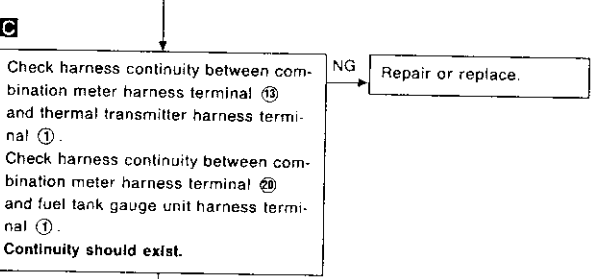 C
Check harness continuity between com-
bination meter harness terminal ⑬
and thermal transmitter harness termi-
nal ①.
Check harness continuity between com-
bination meter harness terminal ⑳
and fuel tank gauge unit harness termi-
nal ①.
Continuity should exist.
NG
Repair or replace.